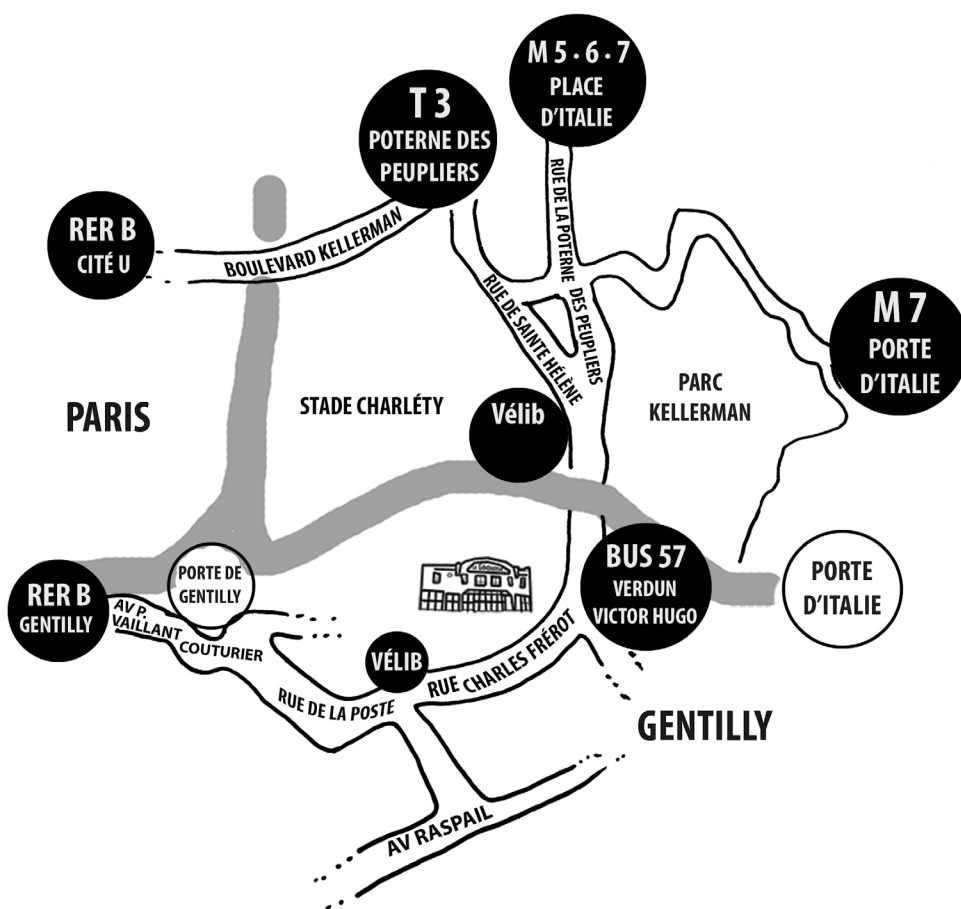 M 5 • 6 • 7
PLACE
D'ITALIE
T 3
POTERNE DES
PEUPLIERS
RER B
CITÉ U
BOULEVARD KELLERMAN
RUE DE LA POTERNE
DES PEUPLIERS
RUE DE SAINTE HÉLÈNE
M 7
PORTE
D'ITALIE
PARC
KELLERMAN
PARIS
STADE CHARLÉTY
Vélib
BUS 57
VERDUN
VICTOR HUGO
PORTE
D'ITALIE
PORTE DE
GENTILLY
RER B
GENTILLY
AV P.
VAILLANT
COUTURIER
VÉLIB
RUE DE LA POSTE
RUE CHARLES FRÉROT
GENTILLY
AV RASPAIL